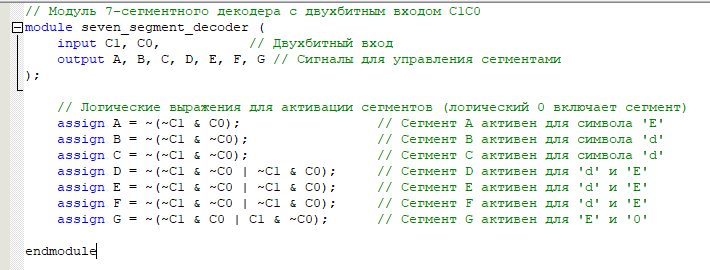 // Модуль 7-сегментного декодера с двухбитным входом C1C0
module seven_segment_decoder (
    input C1, C0,           // Двухбитный вход
    output A, B, C, D, E, F, G // Сигналы для управления сегментами
);

    // Логические выражения для активации сегментов (логический 0 включает сегмент)
    assign A = ~(~C1 & C0);                 // Сегмент A активен для символа 'E'
    assign B = ~(~C1 & ~C0);                // Сегмент B активен для символа 'd'
    assign C = ~(~C1 & ~C0);                // Сегмент C активен для символа 'd'
    assign D = ~(~C1 & ~C0 | ~C1 & C0);     // Сегмент D активен для 'd' и 'E'
    assign E = ~(~C1 & ~C0 | ~C1 & C0);     // Сегмент E активен для 'd' и 'E'
    assign F = ~(~C1 & ~C0 | ~C1 & C0);     // Сегмент F активен для 'd' и 'E'
    assign G = ~(~C1 & C0 | C1 & ~C0);      // Сегмент G активен для 'E' и '0'

endmodule